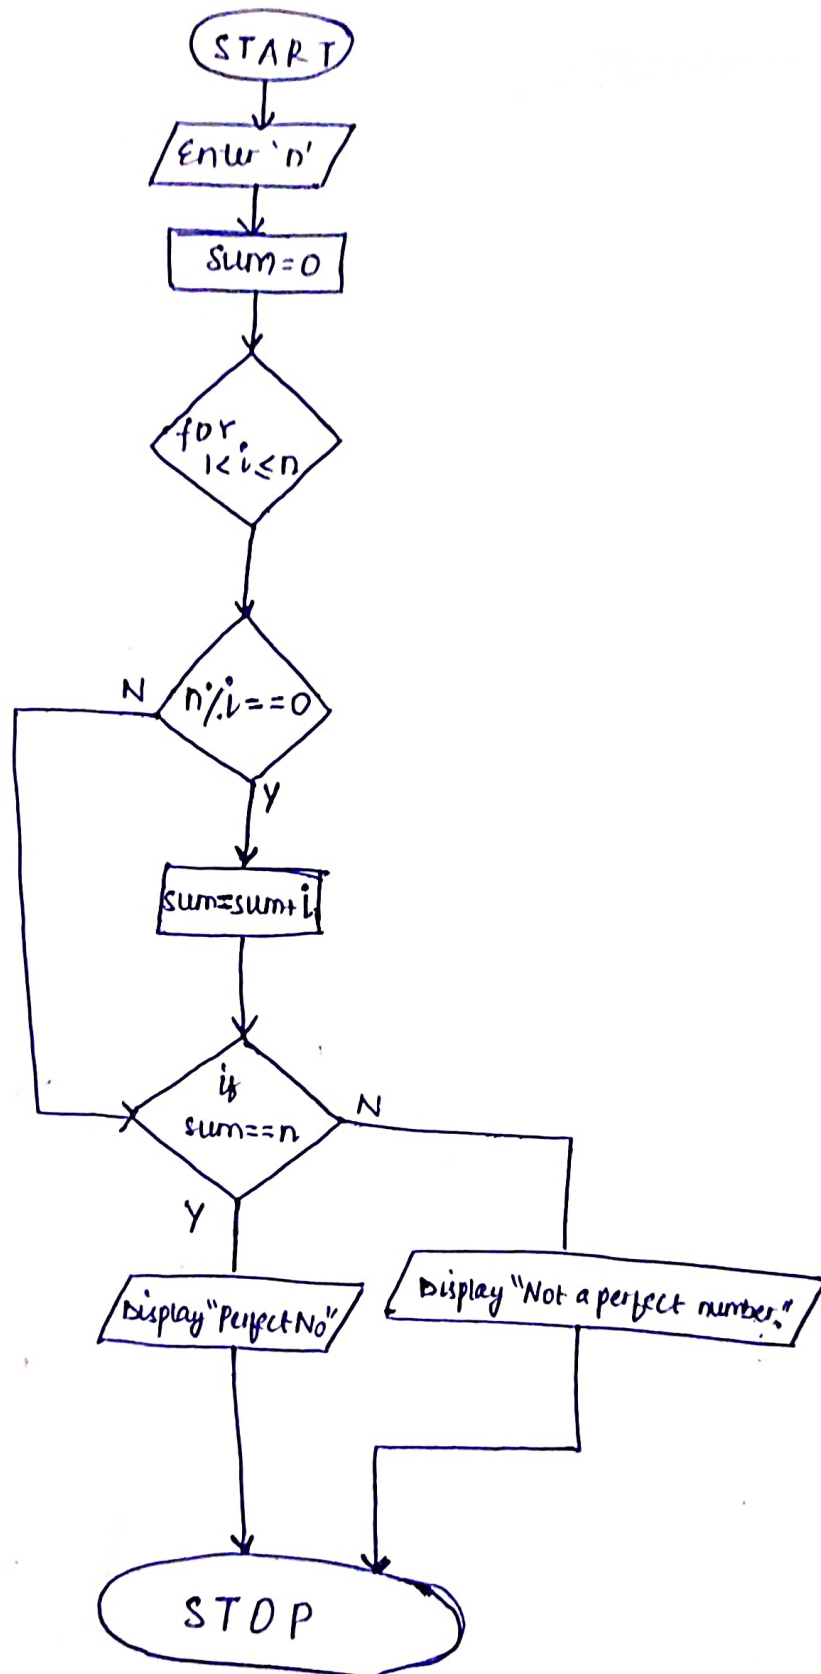 START
Enter 'n'
sum=0
for
1<i≤n
N
n%i==0
Y
sum=sum+i
if
sum==n
N
Y
Display "Perfect No"
Display "Not a perfect number."
STOP